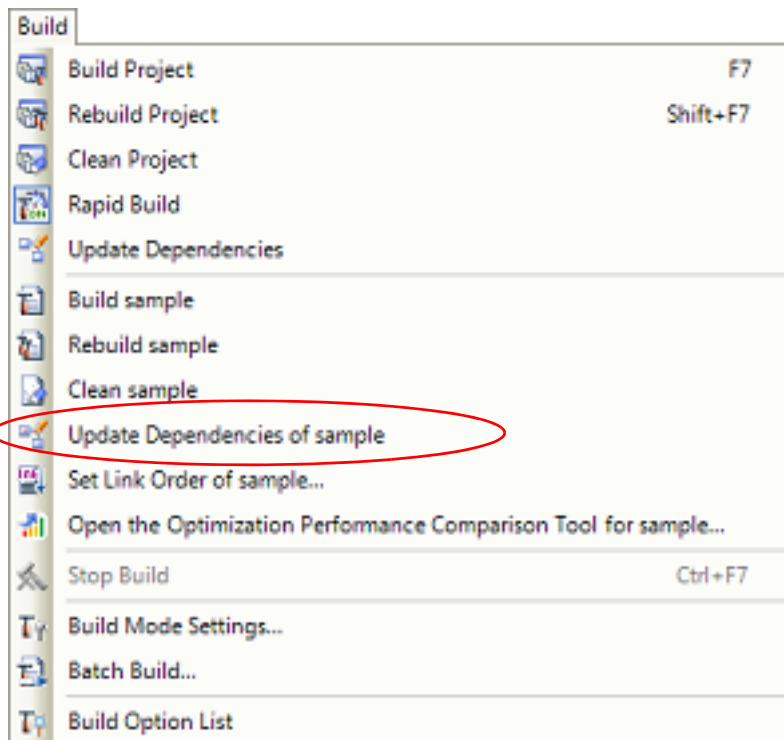 Build
Build Project F7
Rebuild Project Shift+F7
Clean Project
Rapid Build
Update Dependencies
Build sample
Rebuild sample
Clean sample
Update Dependencies of sample
Set Link Order of sample...
Open the Optimization Performance Comparison Tool for sample...
Stop Build Ctrl+F7
Build Mode Settings...
Batch Build...
Build Option List